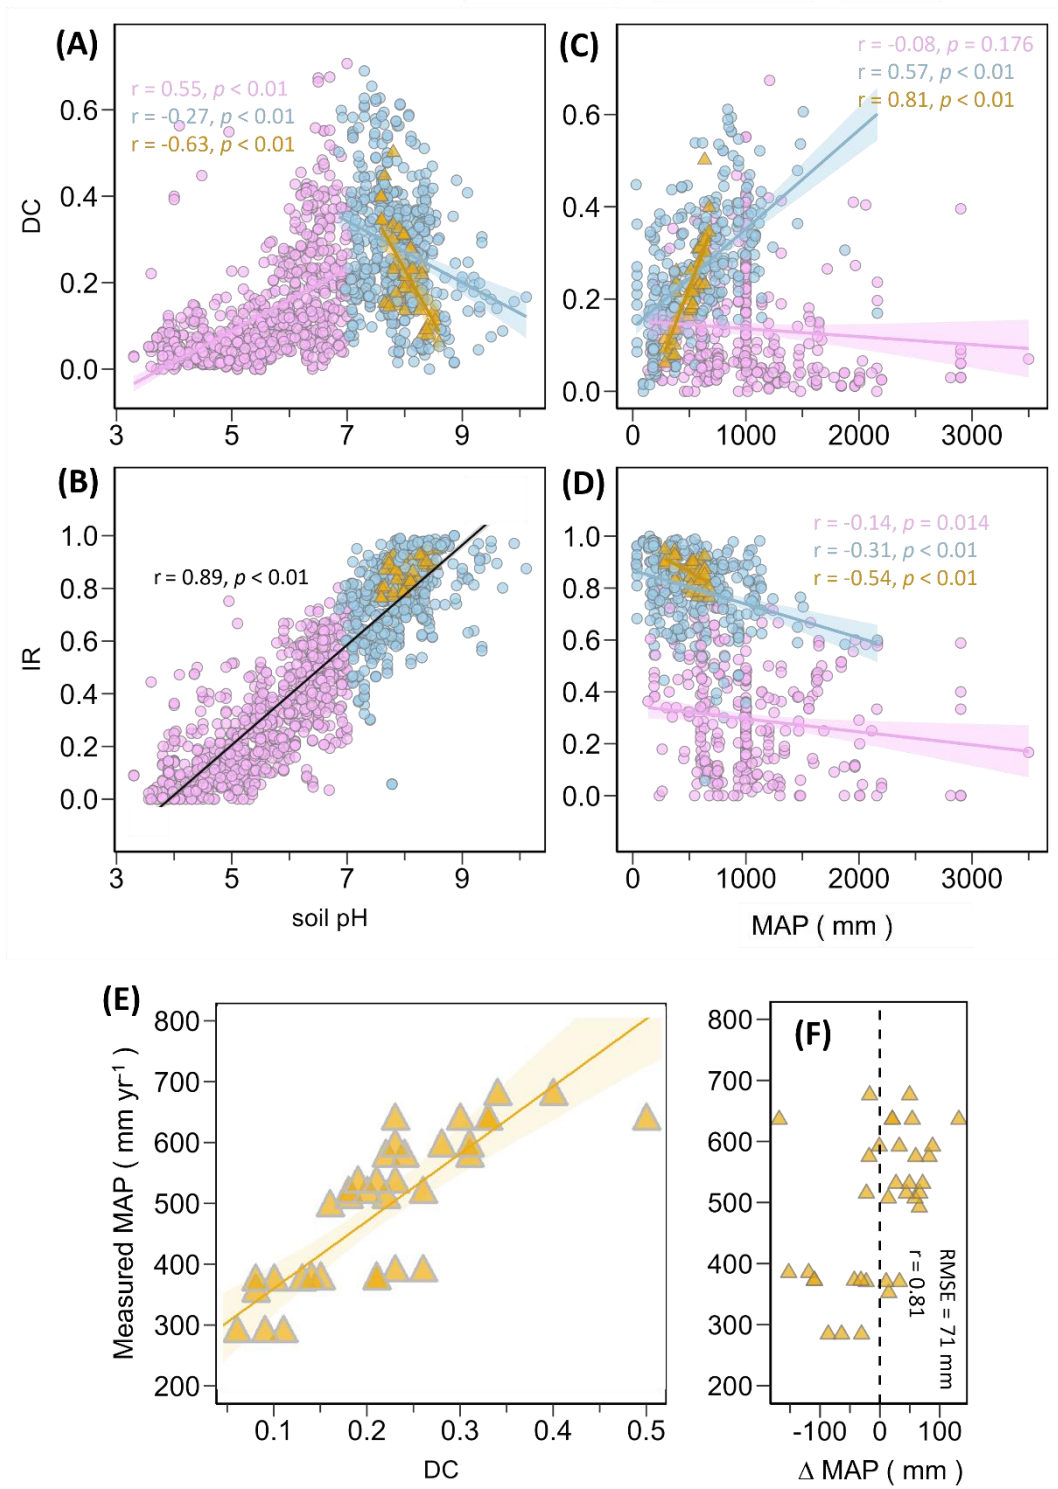 (A)
r = 0.55, p < 0.01
r = -0.27, p < 0.01
r = -0.63, p < 0.01
DC
0.6
0.4
0.2
0.0
3 5 7 9
(C)
r = -0.08, p = 0.176
r = 0.57, p < 0.01
r = 0.81, p < 0.01
0.6
0.4
0.2
0.0
0 1000 2000 3000
(B)
r = 0.89, p < 0.01
IR
1.0
0.8
0.6
0.4
0.2
0.0
3 5 7 9
soil pH
(D)
r = -0.14, p = 0.014
r = -0.31, p < 0.01
r = -0.54, p < 0.01
1.0
0.8
0.6
0.4
0.2
0.0
0 1000 2000 3000
MAP ( mm )
(E)
Measured MAP ( mm yr⁻¹ )
800
700
600
500
400
300
200
0.1 0.2 0.3 0.4 0.5
DC
(F)
800
700
600
500
400
300
200
RMSE = 71 mm
r = 0.81
-100 0 100
Δ MAP ( mm )